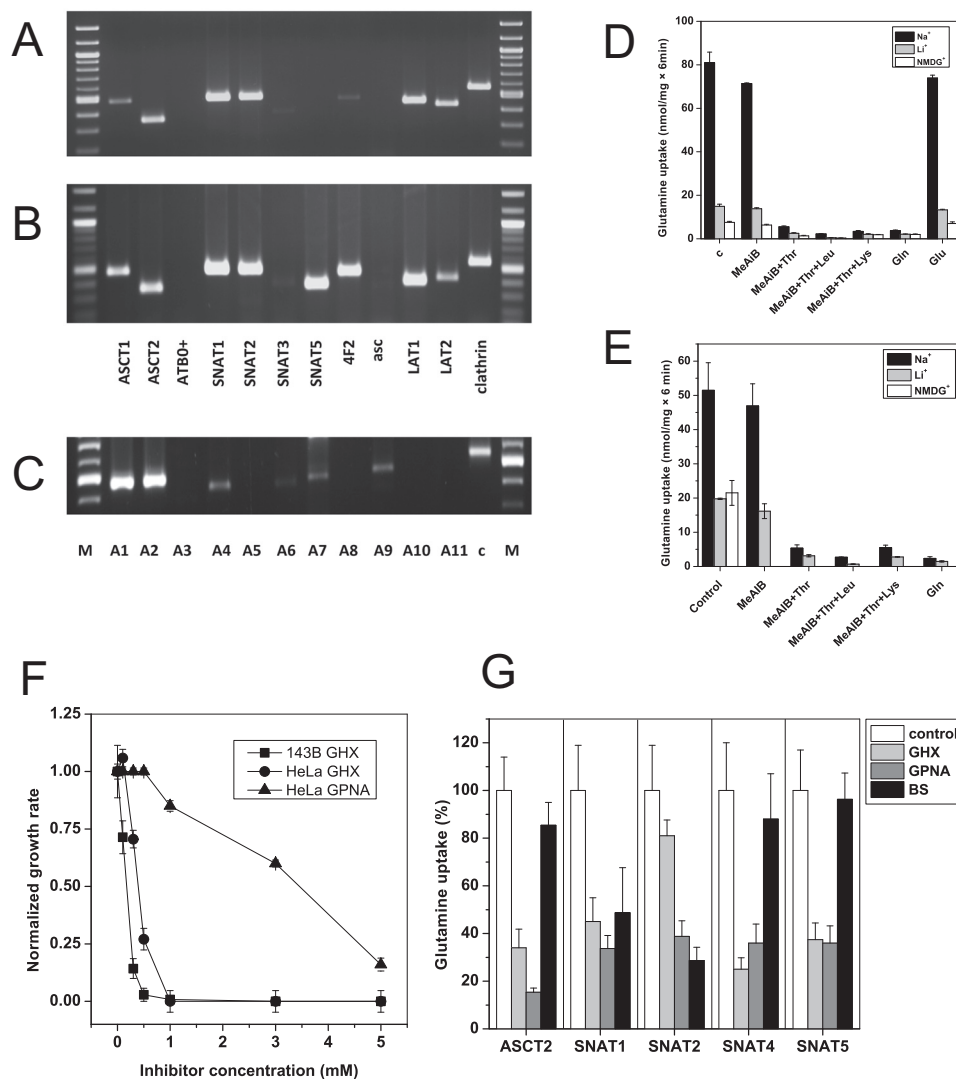 A
B
ASCT1
ASCT2
ATB0+
SNAT1
SNAT2
SNAT3
SNAT5
4F2
asc
LAT1
LAT2
clathrin
C
M A1 A2 A3 A4 A5 A6 A7 A8 A9 A10 A11 c M
D
Glutamine uptake (nmol/mg × 6min)
100
80
60
40
20
0
Na+
Li+
NMDG+
c
MeAiB
MeAiB+Thr
MeAiB+Thr+Leu
MeAiB+Thr+Lys
Gln
Glu
E
Glutamine uptake (nmol/mg × 6 min)
60
50
40
30
20
10
0
Na+
Li+
NMDG+
Control
MeAIB
MeAIB+Thr
MeAIB+Thr+Leu
MeAIB+Thr+Lys
Gln
F
Normalized growth rate
1.25
1.00
0.75
0.50
0.25
0.00
143B GHX
HeLa GHX
HeLa GPNA
0 1 3 5
Inhibitor concentration (mM)
G
Glutamine uptake (%)
120
100
80
60
40
20
0
control
GHX
GPNA
BS
ASCT2 SNAT1 SNAT2 SNAT4 SNAT5